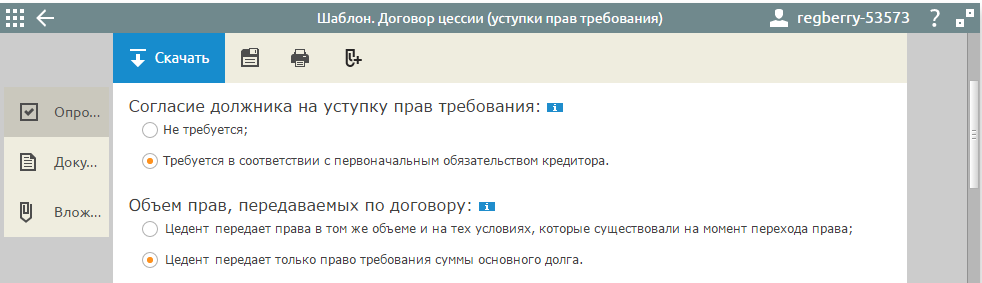 Шаблон. Договор цессии (уступки прав требования)
regberry-53573
?
Скачать
Опро...
Доку...
Влож...
Согласие должника на уступку прав требования:
Не требуется;
Требуется в соответствии с первоначальным обязательством кредитора.
Объем прав, передаваемых по договору:
Цедент передает права в том же объеме и на тех условиях, которые существовали на момент перехода права;
Цедент передает только право требования суммы основного долга.